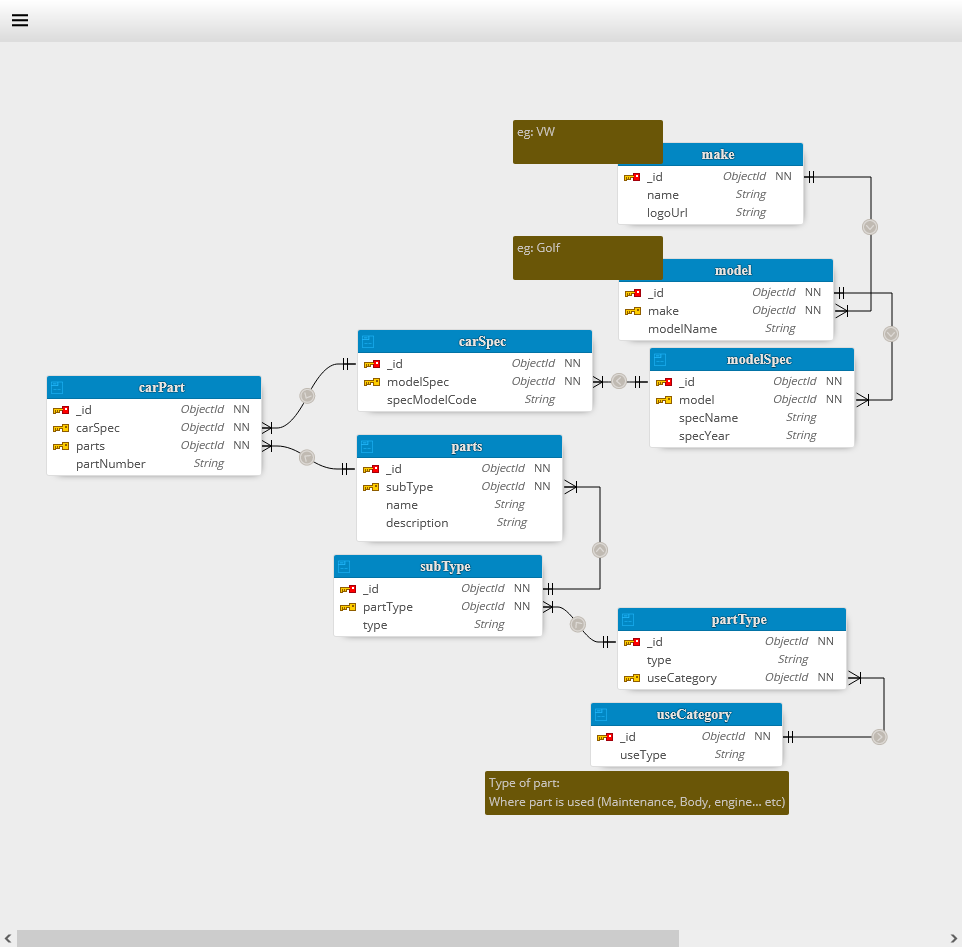 eg: VW
make
_id ObjectId NN
name String
logoUrl String
eg: Golf
model
_id ObjectId NN
make ObjectId NN
modelName String
carSpec
_id ObjectId NN
modelSpec ObjectId NN
specModelCode String
modelSpec
_id ObjectId NN
model ObjectId NN
specName String
specYear String
carPart
_id ObjectId NN
carSpec ObjectId NN
parts ObjectId NN
partNumber String
parts
_id ObjectId NN
subType ObjectId NN
name String
description String
subType
_id ObjectId NN
partType ObjectId NN
type String
partType
_id ObjectId NN
type String
useCategory ObjectId NN
useCategory
_id ObjectId NN
useType String
Type of part:
Where part is used (Maintenance, Body, engine... etc)